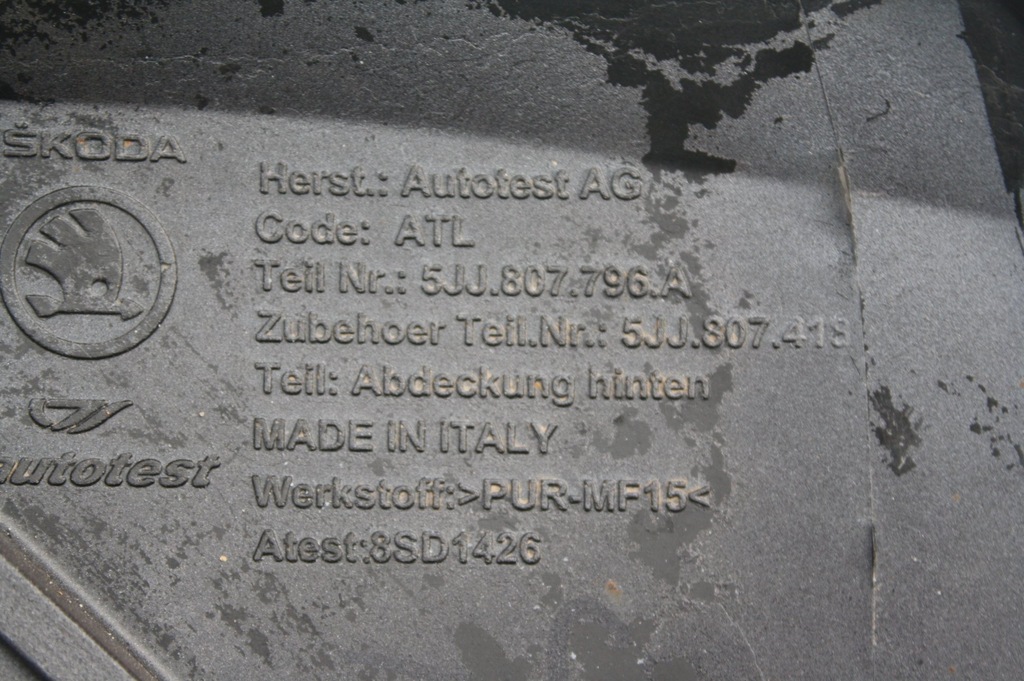 ŠKODA
Herst.: Autotest AG
Code: ATL
Teil Nr.: 5JJ.807.796.A
Zubehoer Teil.Nr.: 5JJ.807.418
Teil: Abdeckung hinten
MADE IN ITALY
autotest
Werkstoff:>PUR-MF15<
Atest:8SD1426